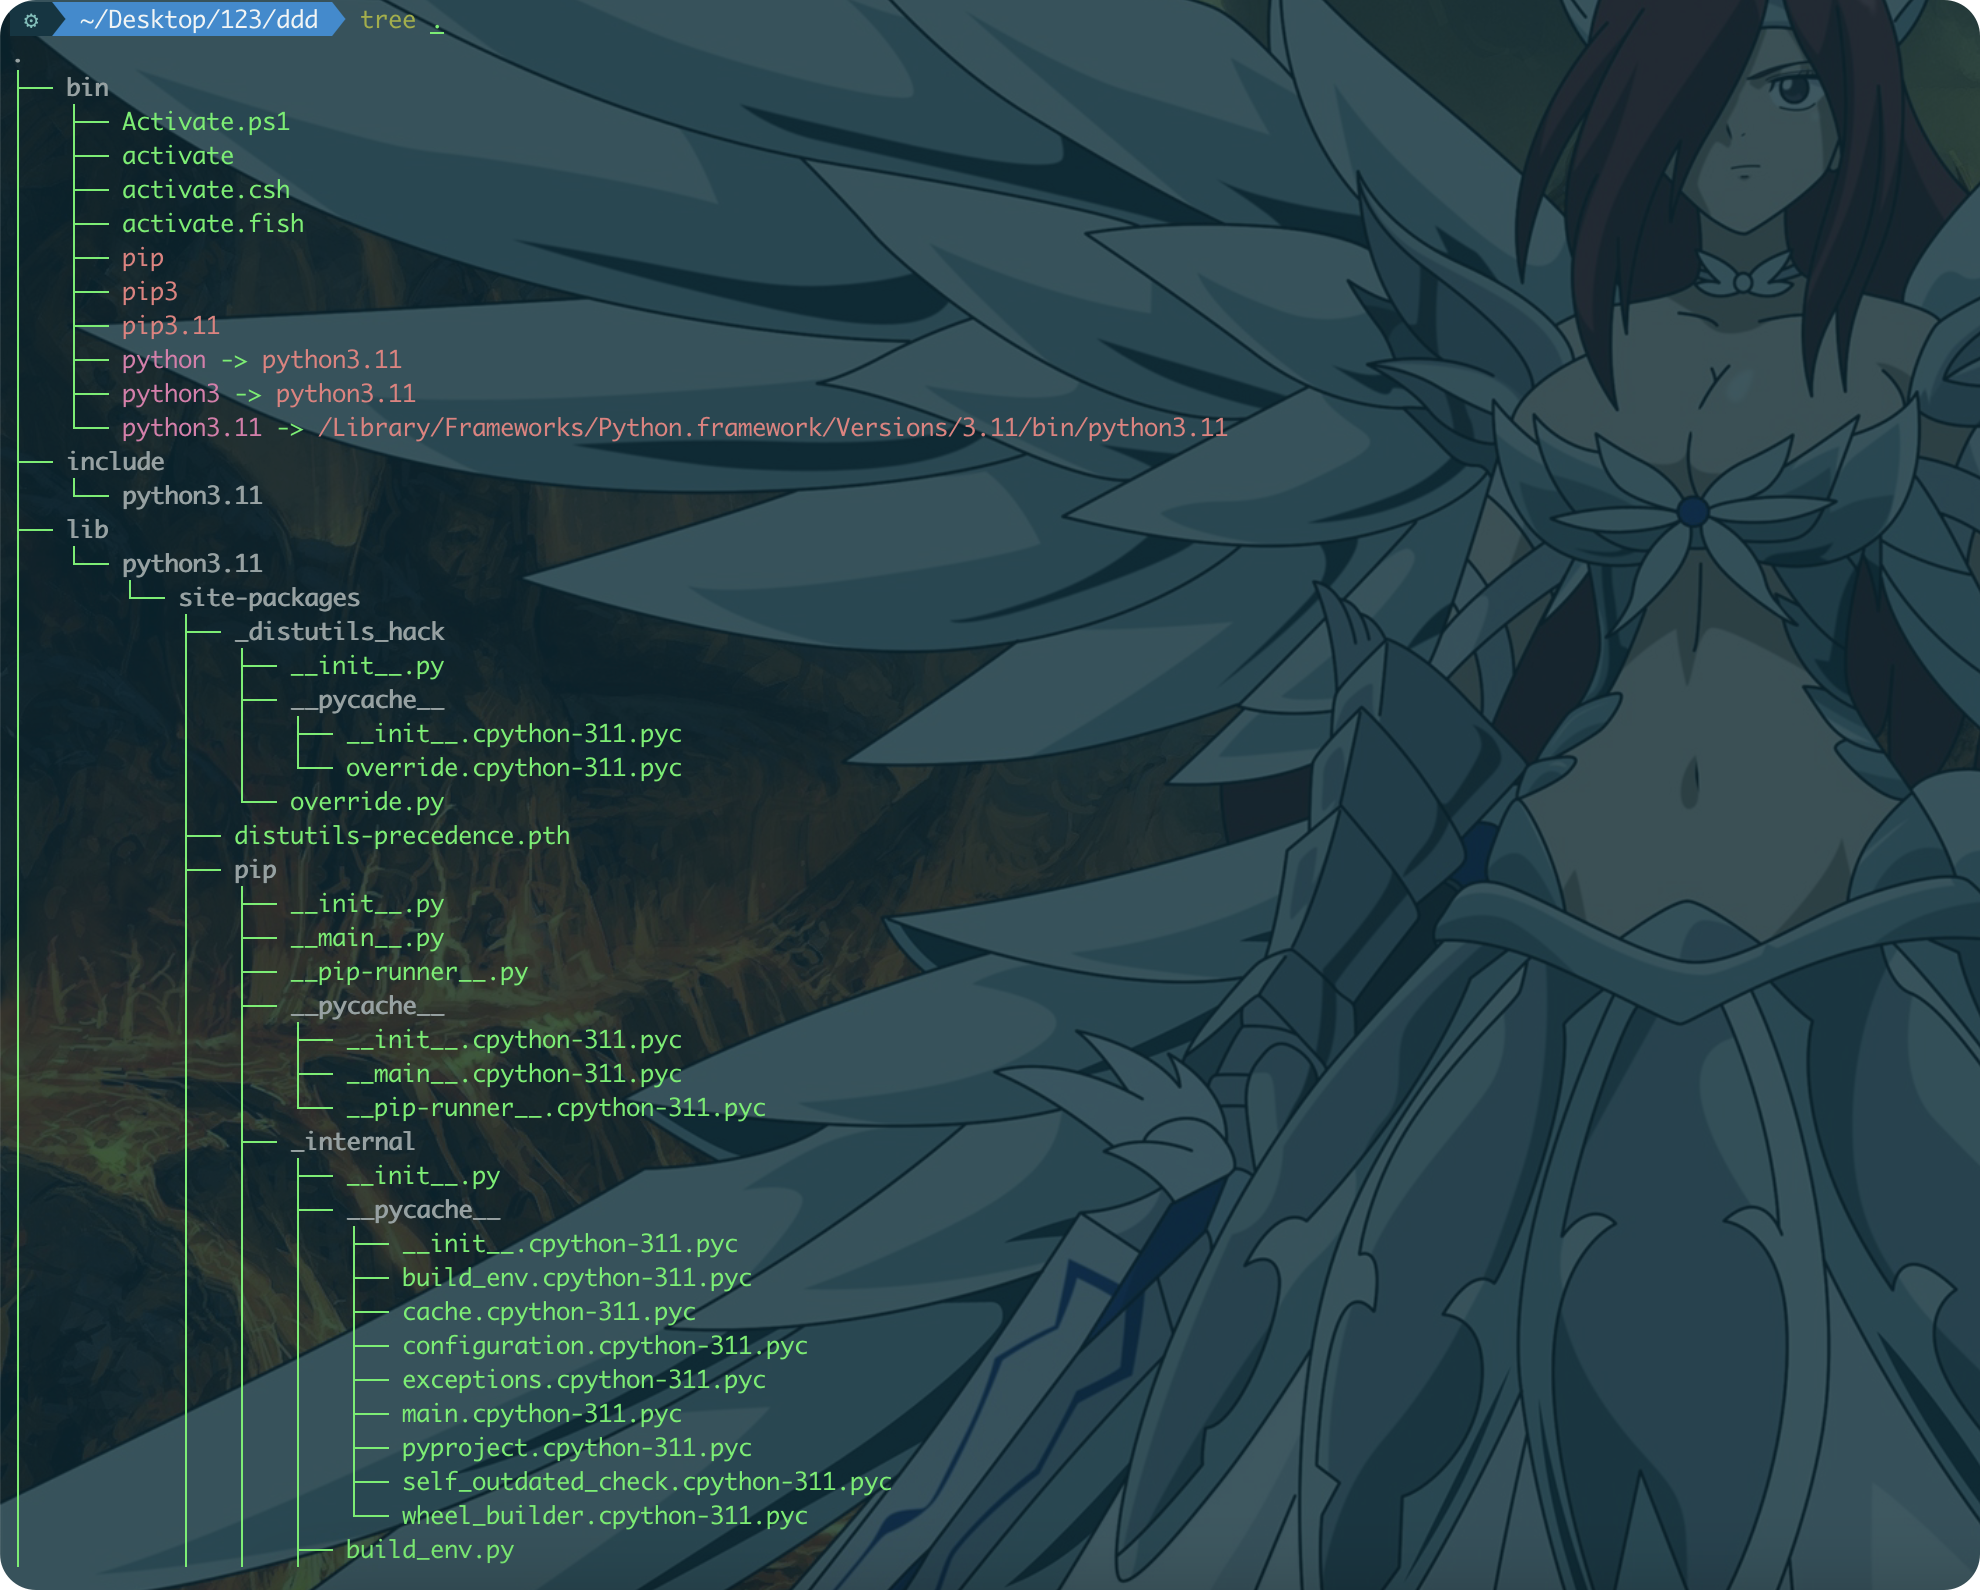 ⚙ ~/Desktop/123/ddd tree .
.
├── bin
│   ├── Activate.ps1
│   ├── activate
│   ├── activate.csh
│   ├── activate.fish
│   ├── pip
│   ├── pip3
│   ├── pip3.11
│   ├── python -> python3.11
│   ├── python3 -> python3.11
│   └── python3.11 -> /Library/Frameworks/Python.framework/Versions/3.11/bin/python3.11
├── include
│   └── python3.11
├── lib
│   └── python3.11
│       └── site-packages
│           ├── _distutils_hack
│           │   ├── __init__.py
│           │   ├── __pycache__
│           │   │   ├── __init__.cpython-311.pyc
│           │   │   └── override.cpython-311.pyc
│           │   └── override.py
│           ├── distutils-precedence.pth
│           ├── pip
│           │   ├── __init__.py
│           │   ├── __main__.py
│           │   ├── __pip-runner__.py
│           │   ├── __pycache__
│           │   │   ├── __init__.cpython-311.pyc
│           │   │   ├── __main__.cpython-311.pyc
│           │   │   └── __pip-runner__.cpython-311.pyc
│           │   ├── _internal
│           │   │   ├── __init__.py
│           │   │   ├── __pycache__
│           │   │   │   ├── __init__.cpython-311.pyc
│           │   │   │   ├── build_env.cpython-311.pyc
│           │   │   │   ├── cache.cpython-311.pyc
│           │   │   │   ├── configuration.cpython-311.pyc
│           │   │   │   ├── exceptions.cpython-311.pyc
│           │   │   │   ├── main.cpython-311.pyc
│           │   │   │   ├── pyproject.cpython-311.pyc
│           │   │   │   ├── self_outdated_check.cpython-311.pyc
│           │   │   │   └── wheel_builder.cpython-311.pyc
│           │   │   ├── build_env.py